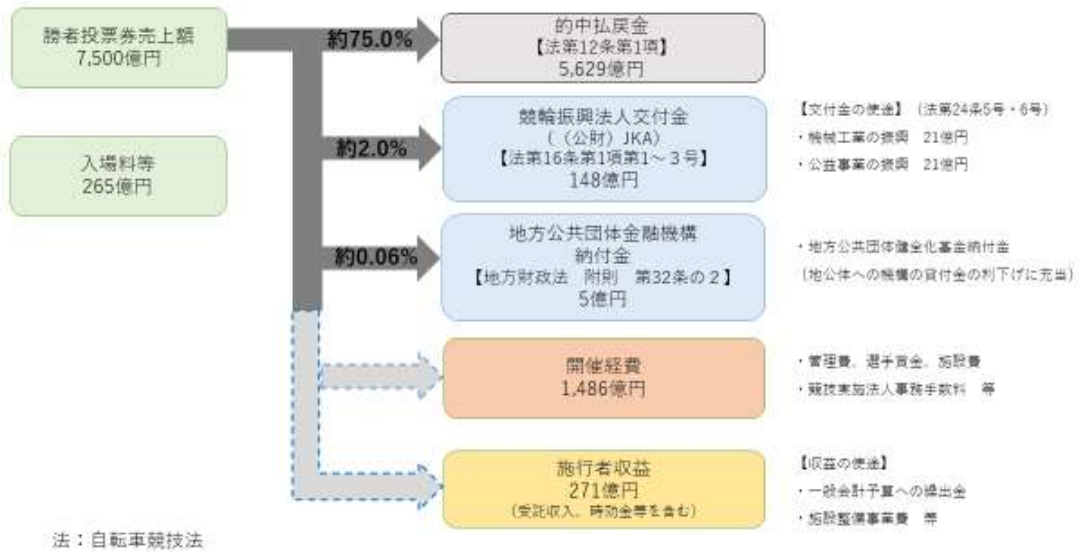 勝者投票券売上額
7,500億円
約75.0%
的中払戻金
【法第12条第1項】
5,629億円
入場料等
265億円
約2.0%
競輪振興法人交付金
（（公財）JKA）
【法第16条第1項第1～3号】
148億円
【交付金の使途】（法第24条5号・6号）
・機械工業の振興　21億円
・公益事業の振興　21億円
約0.06%
地方公共団体金融機構
納付金
【地方財政法　附則　第32条の２】
5億円
・地方公共団体健全化基金納付金
（地公体への機構の貸付金の利下げに充当）
開催経費
1,486億円
・管理費、選手賞金、施設費
・競技実施法人事務手数料　等
施行者収益
271億円
（受託収入、時効金等を含む）
【収益の使途】
・一般会計予算への繰出金
・施設整備事業費　等
法：自転車競技法